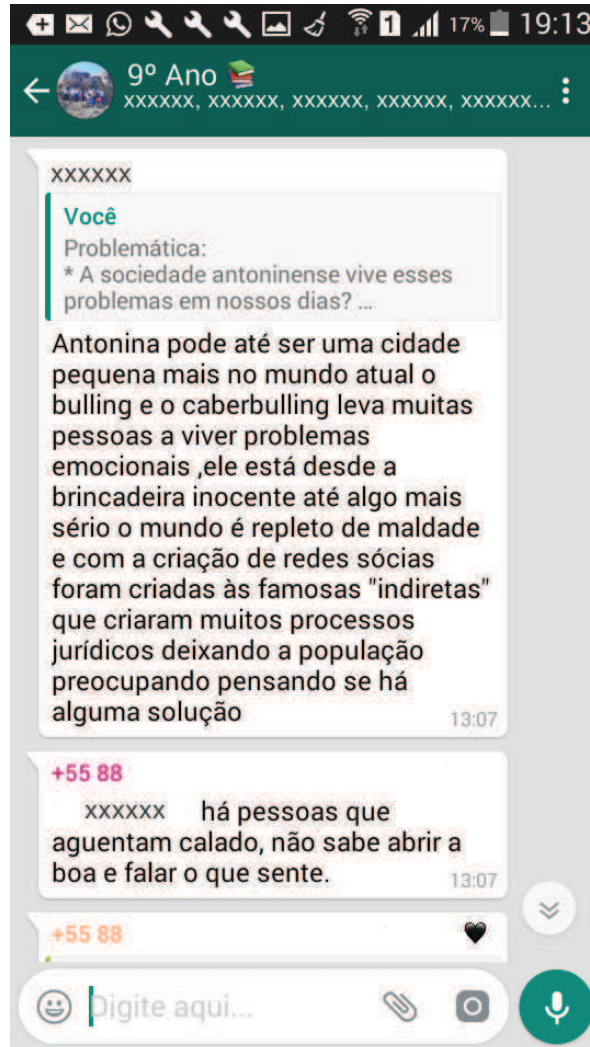 17% 19:13
9º Ano
xxxxxx, xxxxxx, xxxxxx, xxxxxx, xxxxxx...
xxxxxx
Você
Problemática:
* A sociedade antoninense vive esses
problemas em nossos dias? ...
Antonina pode até ser uma cidade
pequena mais no mundo atual o
bulling e o caberbulling leva muitas
pessoas a viver problemas
emocionais ,ele está desde a
brincadeira inocente até algo mais
sério o mundo é repleto de maldade
e com a criação de redes sócias
foram criadas às famosas "indiretas"
que criaram muitos processos
jurídicos deixando a população
preocupando pensando se há
alguma solução
13:07
+55 88
xxxxxx há pessoas que
aguentam calado, não sabe abrir a
boa e falar o que sente.
13:07
+55 88
Digite aqui...